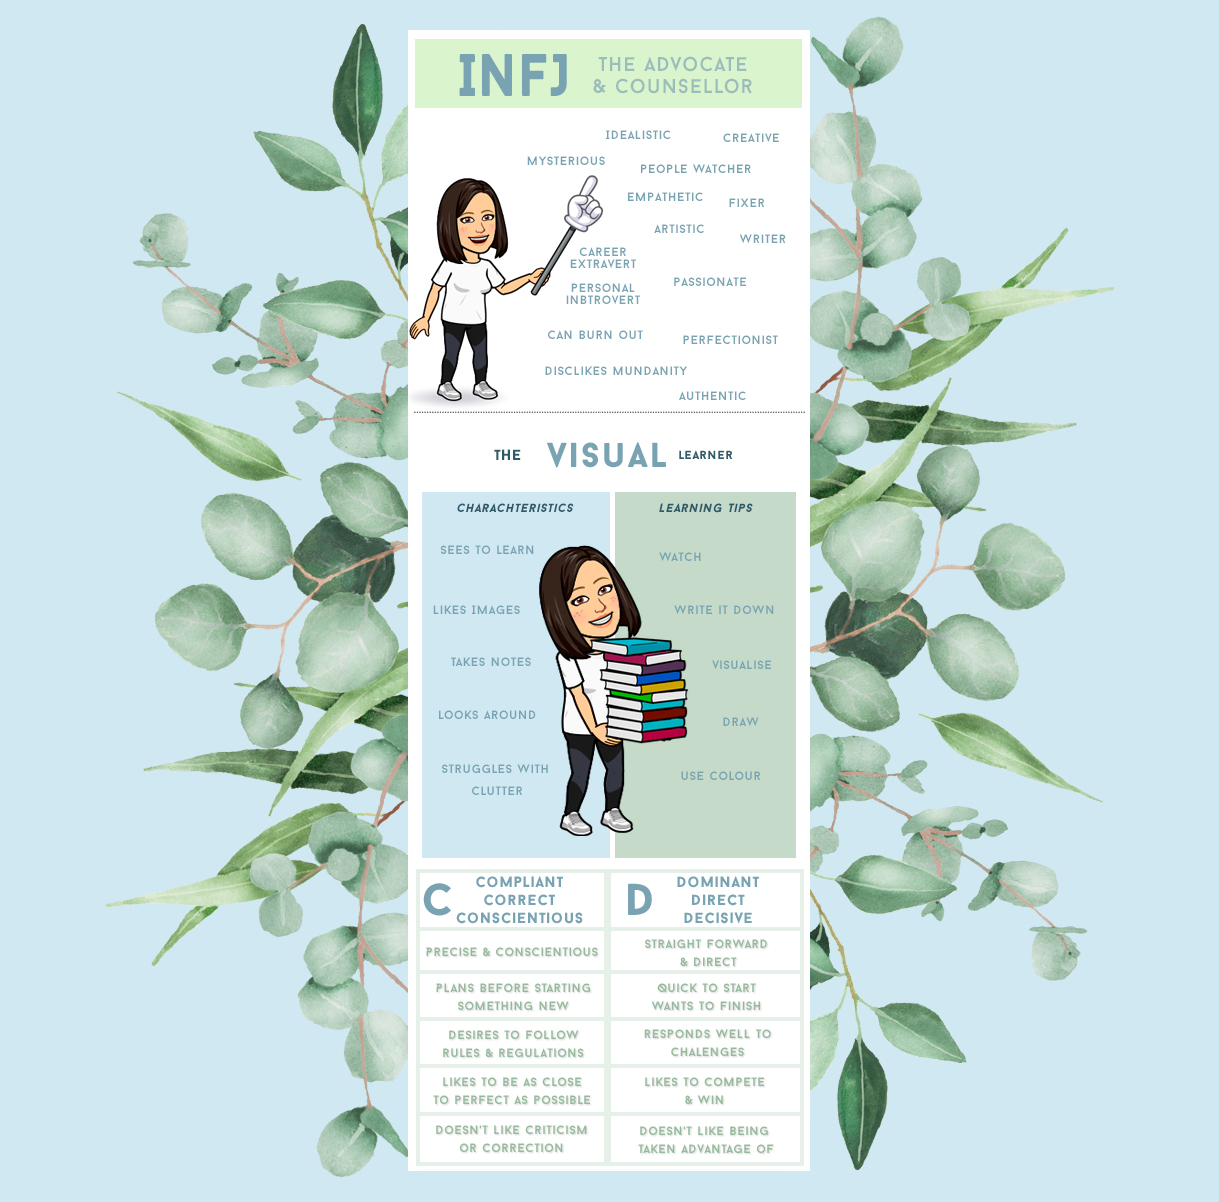 INFJ
THE ADVOCATE
& COUNSELLOR
IDEALISTIC
CREATIVE
MYSTERIOUS
PEOPLE WATCHER
EMPATHETIC
FIXER
ARTISTIC
WRITER
CAREER
EXTRAVERT
PASSIONATE
PERSONAL
INBTROVERT
CAN BURN OUT
PERFECTIONIST
DISCLIKES MUNDANITY
AUTHENTIC
THE VISUAL LEARNER
CHARACHTERISTICS
SEES TO LEARN
LIKES IMAGES
TAKES NOTES
LOOKS AROUND
STRUGGLES WITH
CLUTTER
LEARNING TIPS
WATCH
WRITE IT DOWN
VISUALISE
DRAW
USE COLOUR
C
COMPLIANT
CORRECT
CONSCIENTIOUS
PRECISE & CONSCIENTIOUS
PLANS BEFORE STARTING
SOMETHING NEW
DESIRES TO FOLLOW
RULES & REGULATIONS
LIKES TO BE AS CLOSE
TO PERFECT AS POSSIBLE
DOESN'T LIKE CRITICISM
OR CORRECTION
D
DOMINANT
DIRECT
DECISIVE
STRAIGHT FORWARD
& DIRECT
QUICK TO START
WANTS TO FINISH
RESPONDS WELL TO
CHALENGES
LIKES TO COMPETE
& WIN
DOESN'T LIKE BEING
TAKEN ADVANTAGE OF